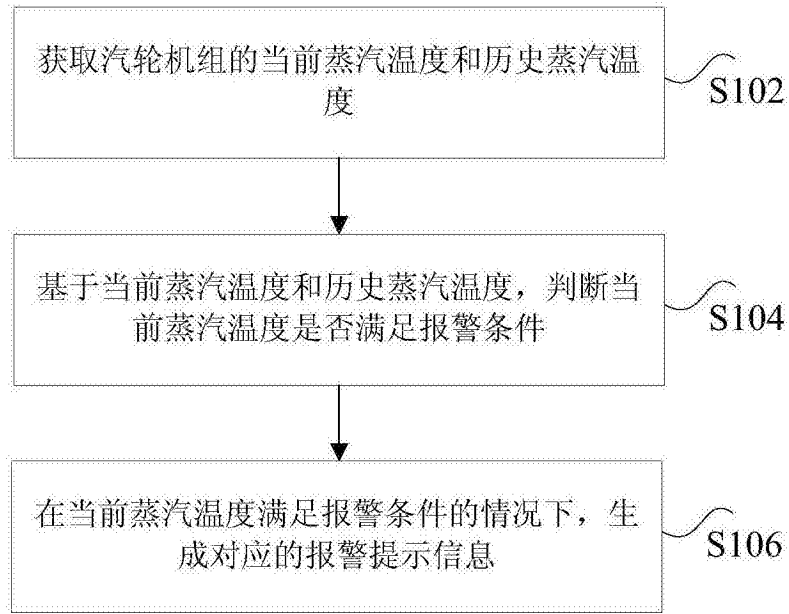 获取汽轮机组的当前蒸汽温度和历史蒸汽温
度
S102
基于当前蒸汽温度和历史蒸汽温度，判断当
前蒸汽温度是否满足报警条件
S104
在当前蒸汽温度满足报警条件的情况下，生
成对应的报警提示信息
S106